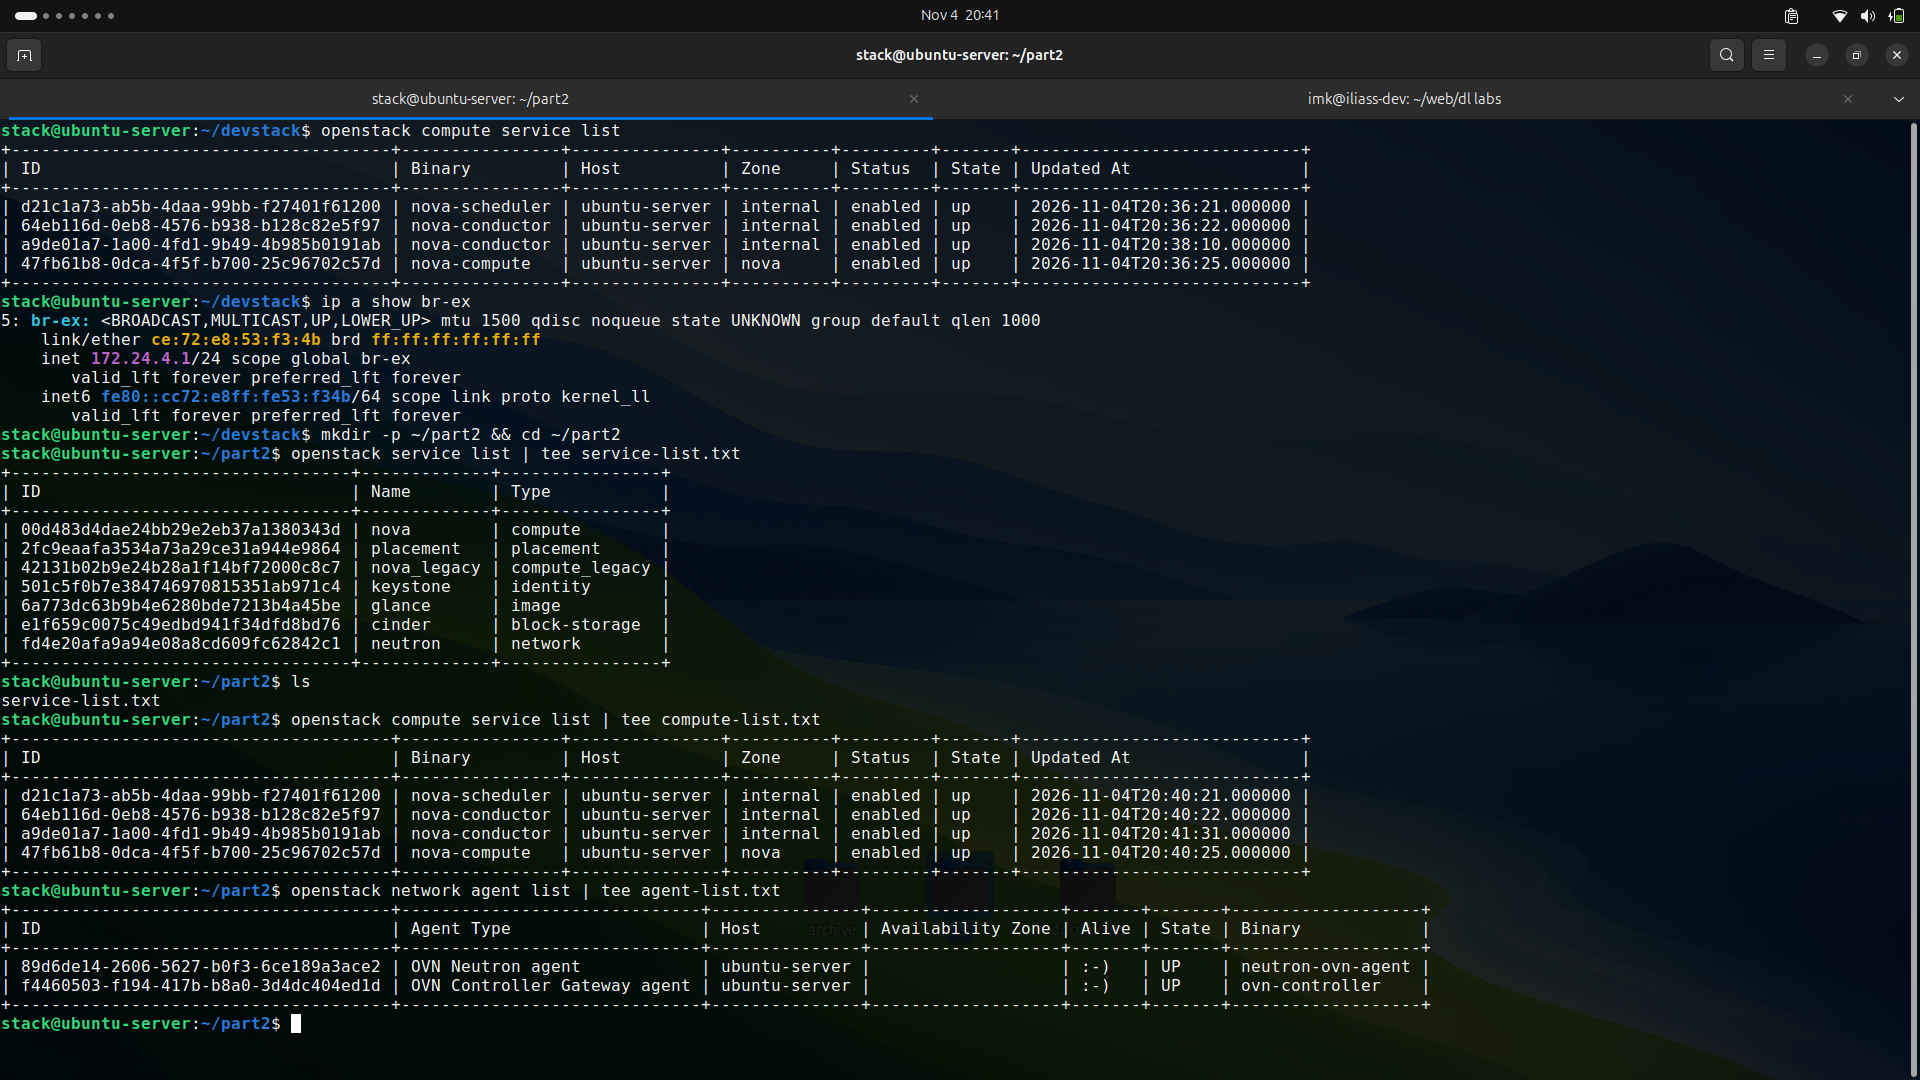 Nov 4 20:41
stack@ubuntu-server: ~/part2
stack@ubuntu-server: ~/part2
imk@iliass-dev: ~/web/dl labs
stack@ubuntu-server:~/devstack$ openstack compute service list
+--------------------------------------+----------------+---------------+----------+---------+-------+----------------------------+
| ID                                   | Binary         | Host          | Zone     | Status  | State | Updated At                 |
+--------------------------------------+----------------+---------------+----------+---------+-------+----------------------------+
| d21c1a73-ab5b-4daa-99bb-f27401f61200 | nova-scheduler | ubuntu-server | internal | enabled | up    | 2026-11-04T20:36:21.000000 |
| 64eb116d-0eb8-4576-b938-b128c82e5f97 | nova-conductor | ubuntu-server | internal | enabled | up    | 2026-11-04T20:36:22.000000 |
| a9de01a7-1a00-4fd1-9b49-4b985b0191ab | nova-conductor | ubuntu-server | internal | enabled | up    | 2026-11-04T20:38:10.000000 |
| 47fb61b8-0dca-4f5f-b700-25c96702c57d | nova-compute   | ubuntu-server | nova     | enabled | up    | 2026-11-04T20:36:25.000000 |
+--------------------------------------+----------------+---------------+----------+---------+-------+----------------------------+
stack@ubuntu-server:~/devstack$ ip a show br-ex
5: br-ex: <BROADCAST,MULTICAST,UP,LOWER_UP> mtu 1500 qdisc noqueue state UNKNOWN group default qlen 1000
    link/ether ce:72:e8:53:f3:4b brd ff:ff:ff:ff:ff:ff
    inet 172.24.4.1/24 scope global br-ex
       valid_lft forever preferred_lft forever
    inet6 fe80::cc72:e8ff:fe53:f34b/64 scope link proto kernel_ll
       valid_lft forever preferred_lft forever
stack@ubuntu-server:~/devstack$ mkdir -p ~/part2 && cd ~/part2
stack@ubuntu-server:~/part2$ openstack service list | tee service-list.txt
+----------------------------------+-------------+----------------+
| ID                               | Name        | Type           |
+----------------------------------+-------------+----------------+
| 00d483d4dae24bb29e2eb37a1380343d | nova        | compute        |
| 2fc9eaafa3534a73a29ce31a944e9864 | placement   | placement      |
| 42131b02b9e24b28a1f14bf72000c8c7 | nova_legacy | compute_legacy |
| 501c5f0b7e384746970815351ab971c4 | keystone    | identity       |
| 6a773dc63b9b4e6280bde7213b4a45be | glance      | image          |
| e1f659c0075c49edbd941f34dfd8bd76 | cinder      | block-storage  |
| fd4e20afa9a94e08a8cd609fc62842c1 | neutron     | network        |
+----------------------------------+-------------+----------------+
stack@ubuntu-server:~/part2$ ls
service-list.txt
stack@ubuntu-server:~/part2$ openstack compute service list | tee compute-list.txt
+--------------------------------------+----------------+---------------+----------+---------+-------+----------------------------+
| ID                                   | Binary         | Host          | Zone     | Status  | State | Updated At                 |
+--------------------------------------+----------------+---------------+----------+---------+-------+----------------------------+
| d21c1a73-ab5b-4daa-99bb-f27401f61200 | nova-scheduler | ubuntu-server | internal | enabled | up    | 2026-11-04T20:40:21.000000 |
| 64eb116d-0eb8-4576-b938-b128c82e5f97 | nova-conductor | ubuntu-server | internal | enabled | up    | 2026-11-04T20:40:22.000000 |
| a9de01a7-1a00-4fd1-9b49-4b985b0191ab | nova-conductor | ubuntu-server | internal | enabled | up    | 2026-11-04T20:41:31.000000 |
| 47fb61b8-0dca-4f5f-b700-25c96702c57d | nova-compute   | ubuntu-server | nova     | enabled | up    | 2026-11-04T20:40:25.000000 |
+--------------------------------------+----------------+---------------+----------+---------+-------+----------------------------+
stack@ubuntu-server:~/part2$ openstack network agent list | tee agent-list.txt
+--------------------------------------+------------------------------+---------------+-------------------+-------+-------+-------------------+
| ID                                   | Agent Type                   | Host          | Availability Zone | Alive | State | Binary            |
+--------------------------------------+------------------------------+---------------+-------------------+-------+-------+-------------------+
| 89d6de14-2606-5627-b0f3-6ce189a3ace2 | OVN Neutron agent            | ubuntu-server |                   | :-)   | UP    | neutron-ovn-agent |
| f4460503-f194-417b-b8a0-3d4dc404ed1d | OVN Controller Gateway agent | ubuntu-server |                   | :-)   | UP    | ovn-controller    |
+--------------------------------------+------------------------------+---------------+-------------------+-------+-------+-------------------+
stack@ubuntu-server:~/part2$
archive